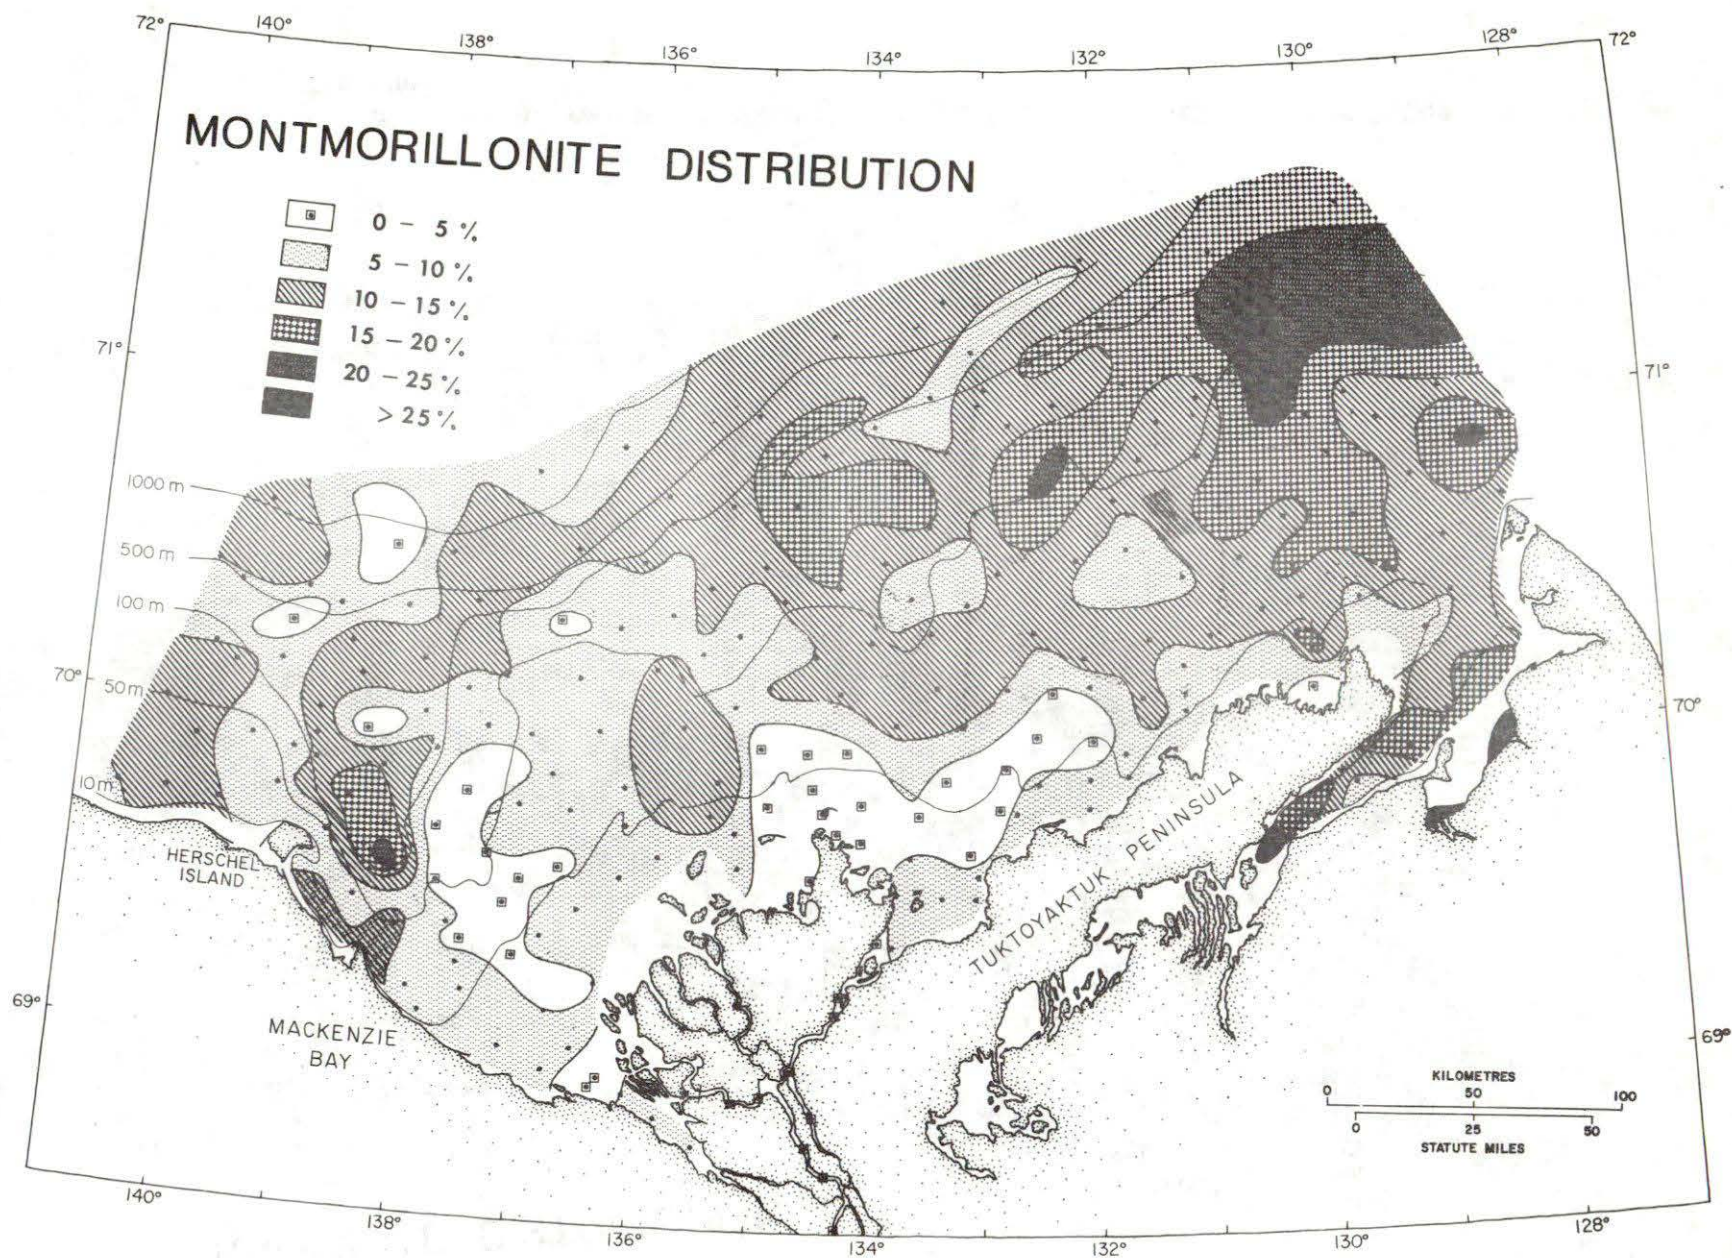 72° 140° 138° 136° 134° 132° 130° 128° 72°
MONTMORILLONITE DISTRIBUTION
0 – 5 %
5 – 10 %
10 – 15 %
15 – 20 %
20 – 25 %
> 25 %
71° 71°
1000 m
500 m
100 m
70° 50 m 70°
10 m
HERSCHEL
ISLAND
TUKTOYAKTUK PENINSULA
69° 69°
MACKENZIE
BAY
KILOMETRES
0 50 100
0 25 50
STATUTE MILES
140° 138° 136° 134° 132° 130° 128°